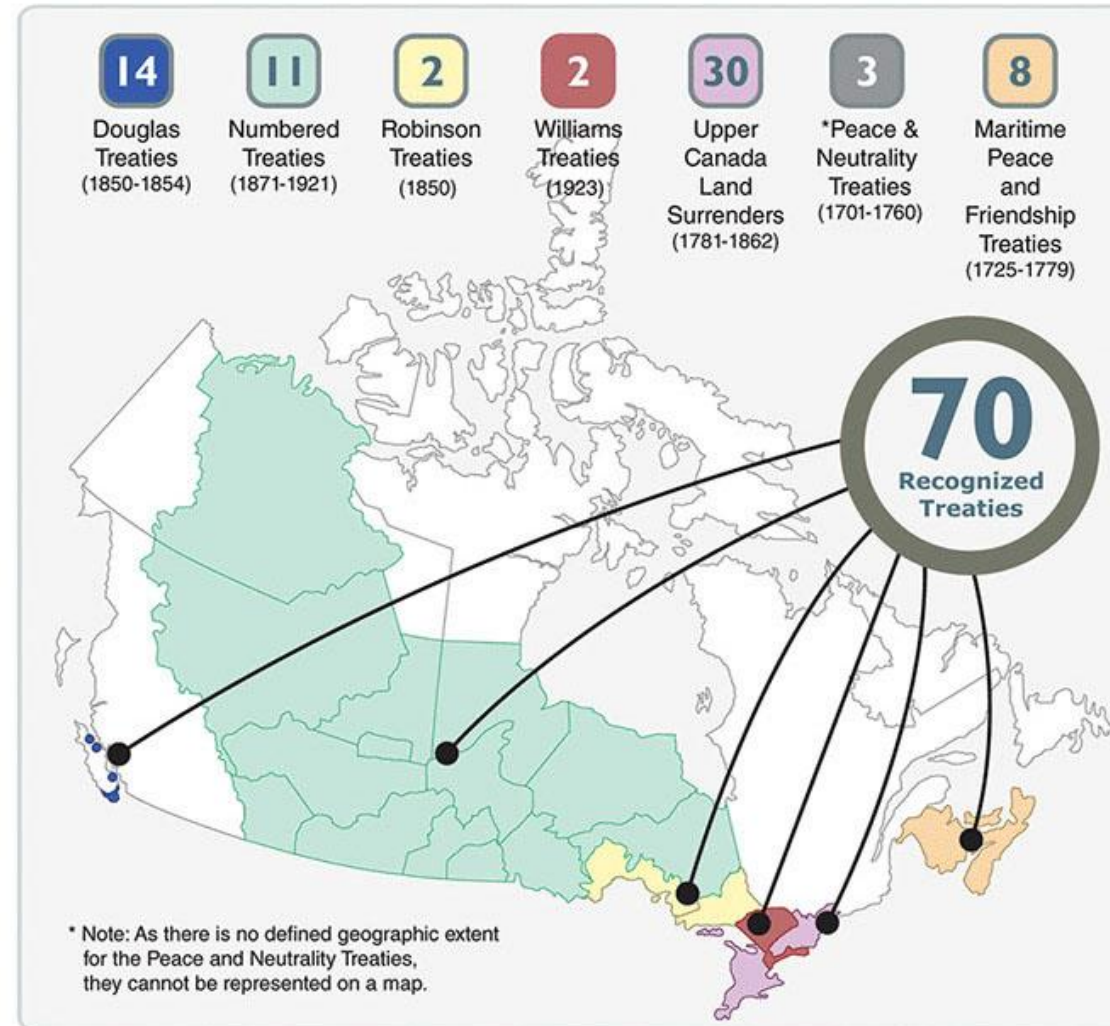 14
Douglas
Treaties
(1850-1854)
11
Numbered
Treaties
(1871-1921)
2
Robinson
Treaties
(1850)
2
Williams
Treaties
(1923)
30
Upper
Canada
Land
Surrenders
(1781-1862)
3
*Peace &
Neutrality
Treaties
(1701-1760)
8
Maritime
Peace
and
Friendship
Treaties
(1725-1779)
70
Recognized
Treaties
* Note: As there is no defined geographic extent
for the Peace and Neutrality Treaties,
they cannot be represented on a map.